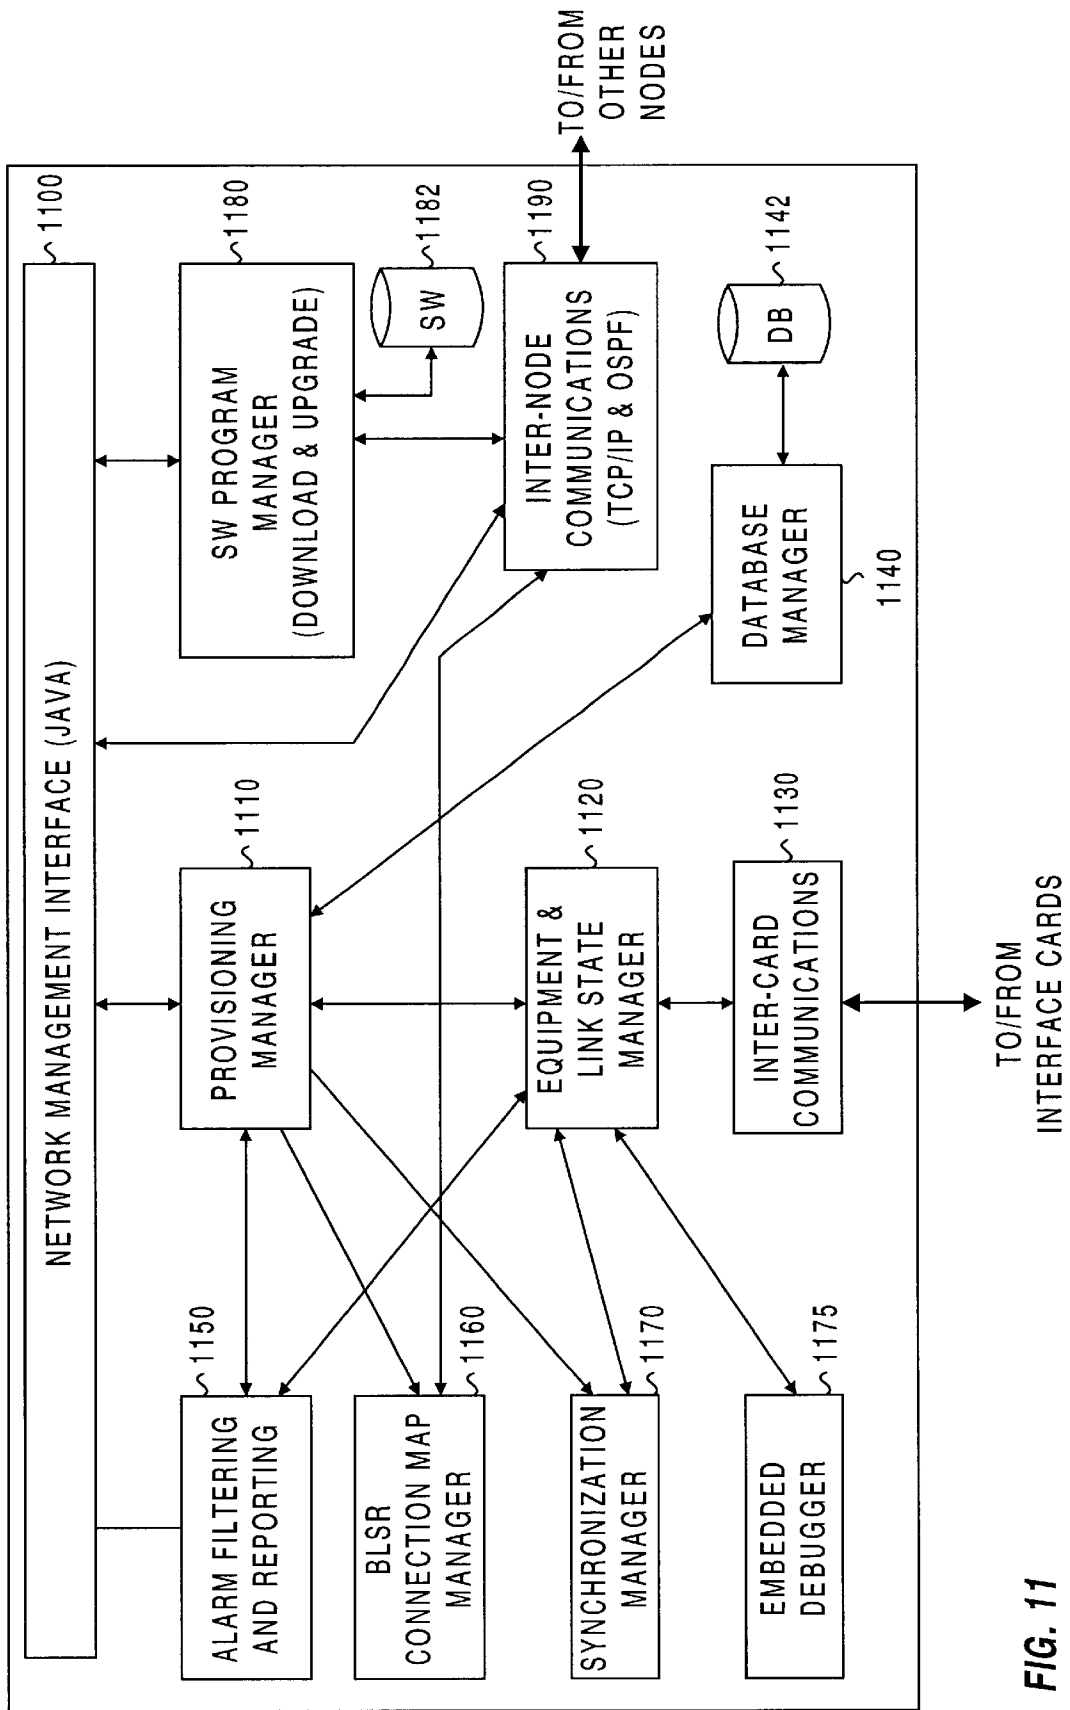 NETWORK MANAGEMENT INTERFACE (JAVA)
1100
ALARM FILTERING
AND REPORTING
1150
PROVISIONING
MANAGER
1110
SW PROGRAM
MANAGER
(DOWNLOAD & UPGRADE)
1180
SW
1182
BLSR
CONNECTION MAP
MANAGER
1160
EQUIPMENT &
LINK STATE
MANAGER
1120
INTER-NODE
COMMUNICATIONS
(TCP/IP & OSPF)
1190
TO/FROM
OTHER
NODES
SYNCHRONIZATION
MANAGER
1170
EMBEDDED
DEBUGGER
1175
INTER-CARD
COMMUNICATIONS
1130
DATABASE
MANAGER
1140
DB
1142
TO/FROM
INTERFACE CARDS
FIG. 11